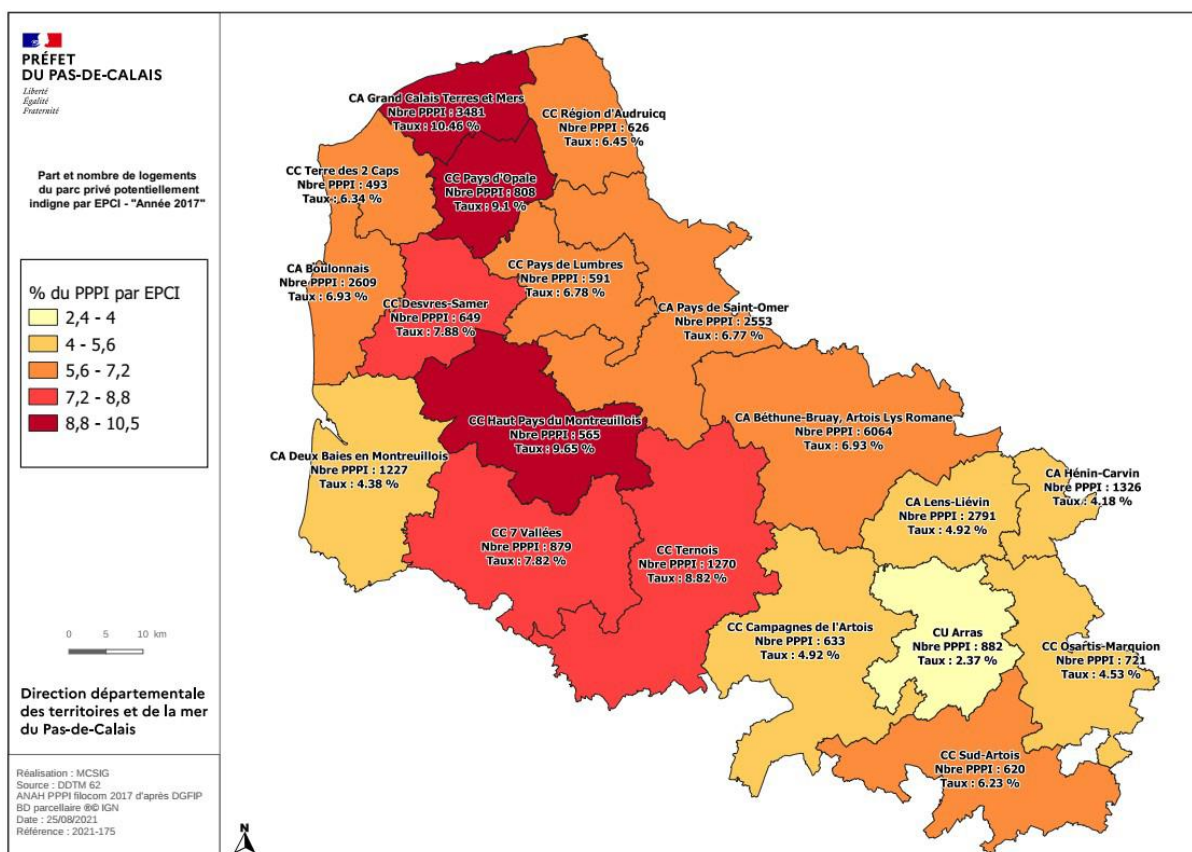 PRÉFET
DU PAS-DE-CALAIS
Liberté
Égalité
Fraternité
Part et nombre de logements
du parc privé potentiellement
indigne par EPCI - "Année 2017"
% du PPPI par EPCI
2,4 - 4
4 - 5,6
5,6 - 7,2
7,2 - 8,8
8,8 - 10,5
0 5 10 km
Direction départementale
des territoires et de la mer
du Pas-de-Calais
Réalisation : MCSIG
Source : DDTM 62
ANAH PPPI filocom 2017 d'après DGFIP
BD parcellaire ®© IGN
Date : 25/08/2021
Référence : 2021-175
N
CA Grand Calais Terres et Mers
Nbre PPPI : 3481
Taux : 10.46 %
CC Région d'Audruicq
Nbre PPPI : 626
Taux : 6.45 %
CC Terre des 2 Caps
Nbre PPPI : 493
Taux : 6.34 %
CC Pays d'Opale
Nbre PPPI : 808
Taux : 9.1 %
CA Boulonnais
Nbre PPPI : 2609
Taux : 6.93 %
CC Pays de Lumbres
Nbre PPPI : 591
Taux : 6.78 %
CC Desvres-Samer
Nbre PPPI : 649
Taux : 7.88 %
CA Pays de Saint-Omer
Nbre PPPI : 2553
Taux : 6.77 %
CC Haut Pays du Montreuillois
Nbre PPPI : 565
Taux : 9.65 %
CA Béthune-Bruay, Artois Lys Romane
Nbre PPPI : 6064
Taux : 6.93 %
CA Deux Baies en Montreuillois
Nbre PPPI : 1227
Taux : 4.38 %
CA Hénin-Carvin
Nbre PPPI : 1326
Taux : 4.18 %
CA Lens-Liévin
Nbre PPPI : 2791
Taux : 4.92 %
CC 7 Vallées
Nbre PPPI : 879
Taux : 7.82 %
CC Ternois
Nbre PPPI : 1270
Taux : 8.82 %
CC Campagnes de l'Artois
Nbre PPPI : 633
Taux : 4.92 %
CU Arras
Nbre PPPI : 882
Taux : 2.37 %
CC Osartis-Marquion
Nbre PPPI : 721
Taux : 4.53 %
CC Sud-Artois
Nbre PPPI : 620
Taux : 6.23 %